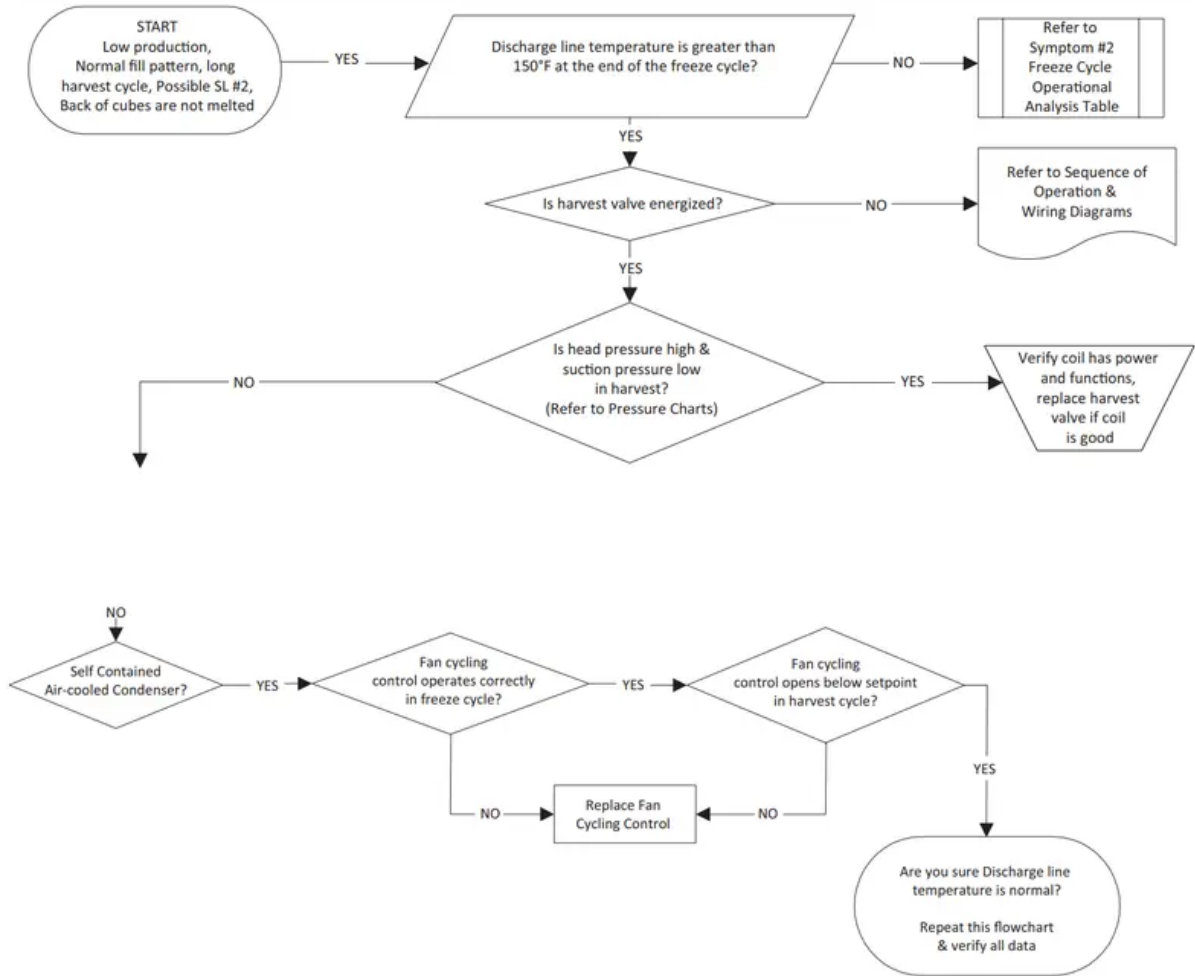 START
Low production,
Normal fill pattern, long
harvest cycle, Possible SL #2,
Back of cubes are not melted
YES
Discharge line temperature is greater than
150°F at the end of the freeze cycle?
NO
Refer to
Symptom #2
Freeze Cycle
Operational
Analysis Table
YES
Is harvest valve energized?
NO
Refer to Sequence of
Operation &
Wiring Diagrams
YES
Is head pressure high &
suction pressure low
in harvest?
(Refer to Pressure Charts)
NO
YES
Verify coil has power
and functions,
replace harvest
valve if coil
is good
NO
Self Contained
Air-cooled Condenser?
YES
Fan cycling
control operates correctly
in freeze cycle?
YES
Fan cycling
control opens below setpoint
in harvest cycle?
YES
NO
Replace Fan
Cycling Control
NO
Are you sure Discharge line
temperature is normal?
Repeat this flowchart
& verify all data